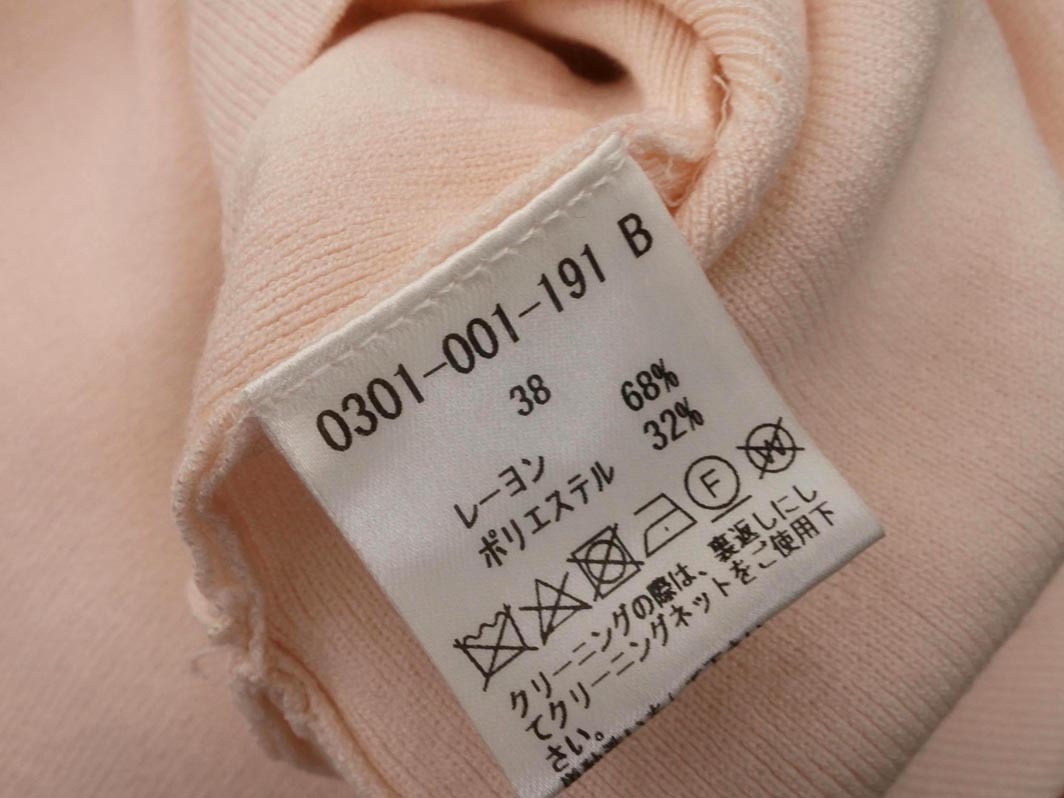 0301-001-191 B
38
レーヨン 68%
ポリエステル 32%
F W
クリーニングの際は、裏返しにし
てクリーニングネットをご使用下
さい。